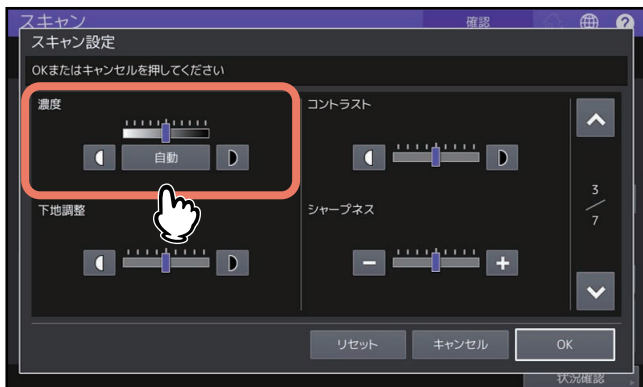 スキャン
確認
?
スキャン設定
OKまたはキャンセルを押してください
濃度
自動
コントラスト
下地調整
シャープネス
3
7
リセット
キャンセル
OK
状況確認